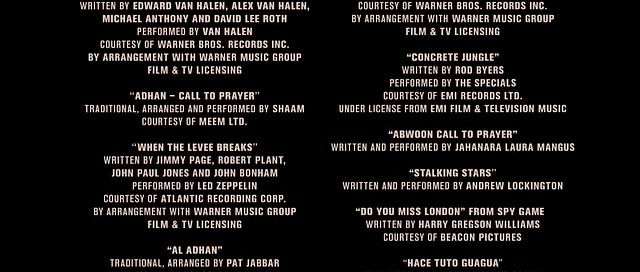 WRITTEN BY EDWARD VAN HALEN, ALEX VAN HALEN,
MICHAEL ANTHONY AND DAVID LEE ROTH
PERFORMED BY VAN HALEN
COURTESY OF WARNER BROS. RECORDS INC.
BY ARRANGEMENT WITH WARNER MUSIC GROUP
FILM & TV LICENSING
“ADHAN – CALL TO PRAYER”
TRADITIONAL, ARRANGED AND PERFORMED BY SHAAM
COURTESY OF MEEM LTD.
“WHEN THE LEVEE BREAKS”
WRITTEN BY JIMMY PAGE, ROBERT PLANT,
JOHN PAUL JONES AND JOHN BONHAM
PERFORMED BY LED ZEPPELIN
COURTESY OF ATLANTIC RECORDING CORP.
BY ARRANGEMENT WITH WARNER MUSIC GROUP
FILM & TV LICENSING
“AL ADHAN”
TRADITIONAL, ARRANGED BY PAT JABBAR
COURTESY OF WARNER BROS. RECORDS INC.
BY ARRANGEMENT WITH WARNER MUSIC GROUP
FILM & TV LICENSING
“CONCRETE JUNGLE”
WRITTEN BY ROD BYERS
PERFORMED BY THE SPECIALS
COURTESY OF EMI RECORDS LTD.
UNDER LICENSE FROM EMI FILM & TELEVISION MUSIC
“ABWOON CALL TO PRAYER”
WRITTEN AND PERFORMED BY JAHANARA LAURA MANGUS
“STALKING STARS”
WRITTEN AND PERFORMED BY ANDREW LOCKINGTON
“DO YOU MISS LONDON” FROM SPY GAME
WRITTEN BY HARRY GREGSON WILLIAMS
COURTESY OF BEACON PICTURES
“HACE TUTO GUAGUA”